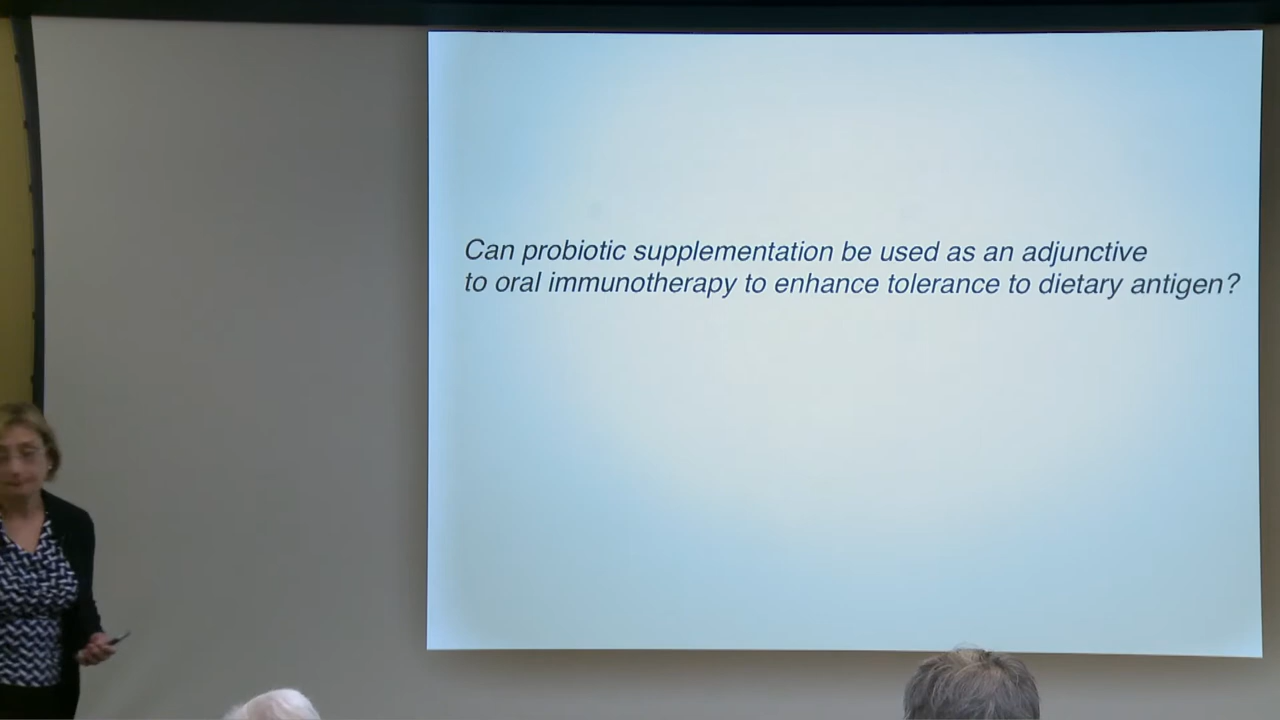 Can probiotic supplementation be used as an adjunctive
to oral immunotherapy to enhance tolerance to dietary antigen?